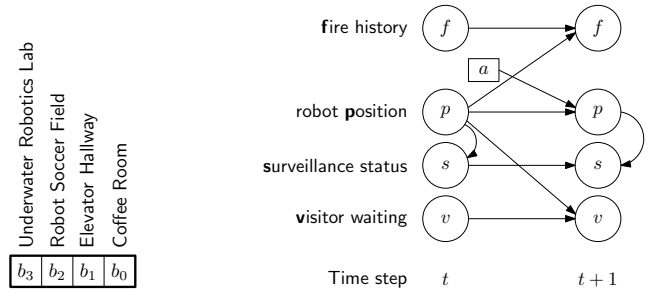 Underwater Robotics Lab
Robot Soccer Field
Elevator Hallway
Coffee Room
b3 b2 b1 b0
fire history f f
a
robot position p p
surveillance status s s
visitor waiting v v
Time step t t + 1